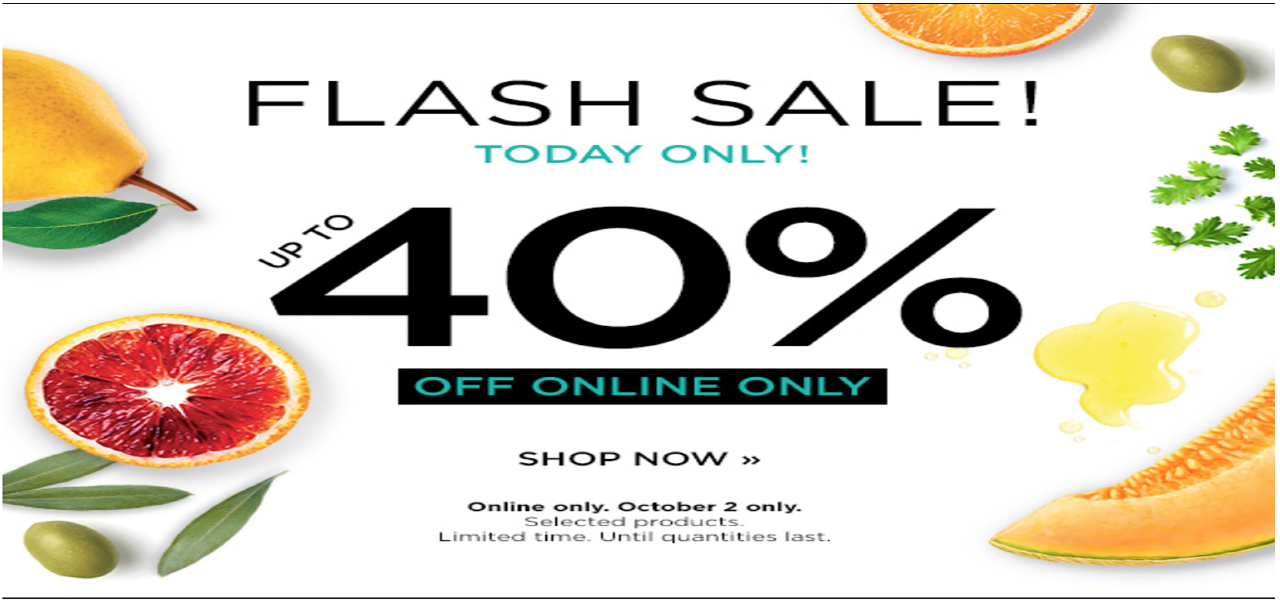 FLASH SALE!
TODAY ONLY!
UP TO
40%
OFF ONLINE ONLY
SHOP NOW »
Online only. October 2 only.
Selected products.
Limited time. Until quantities last.